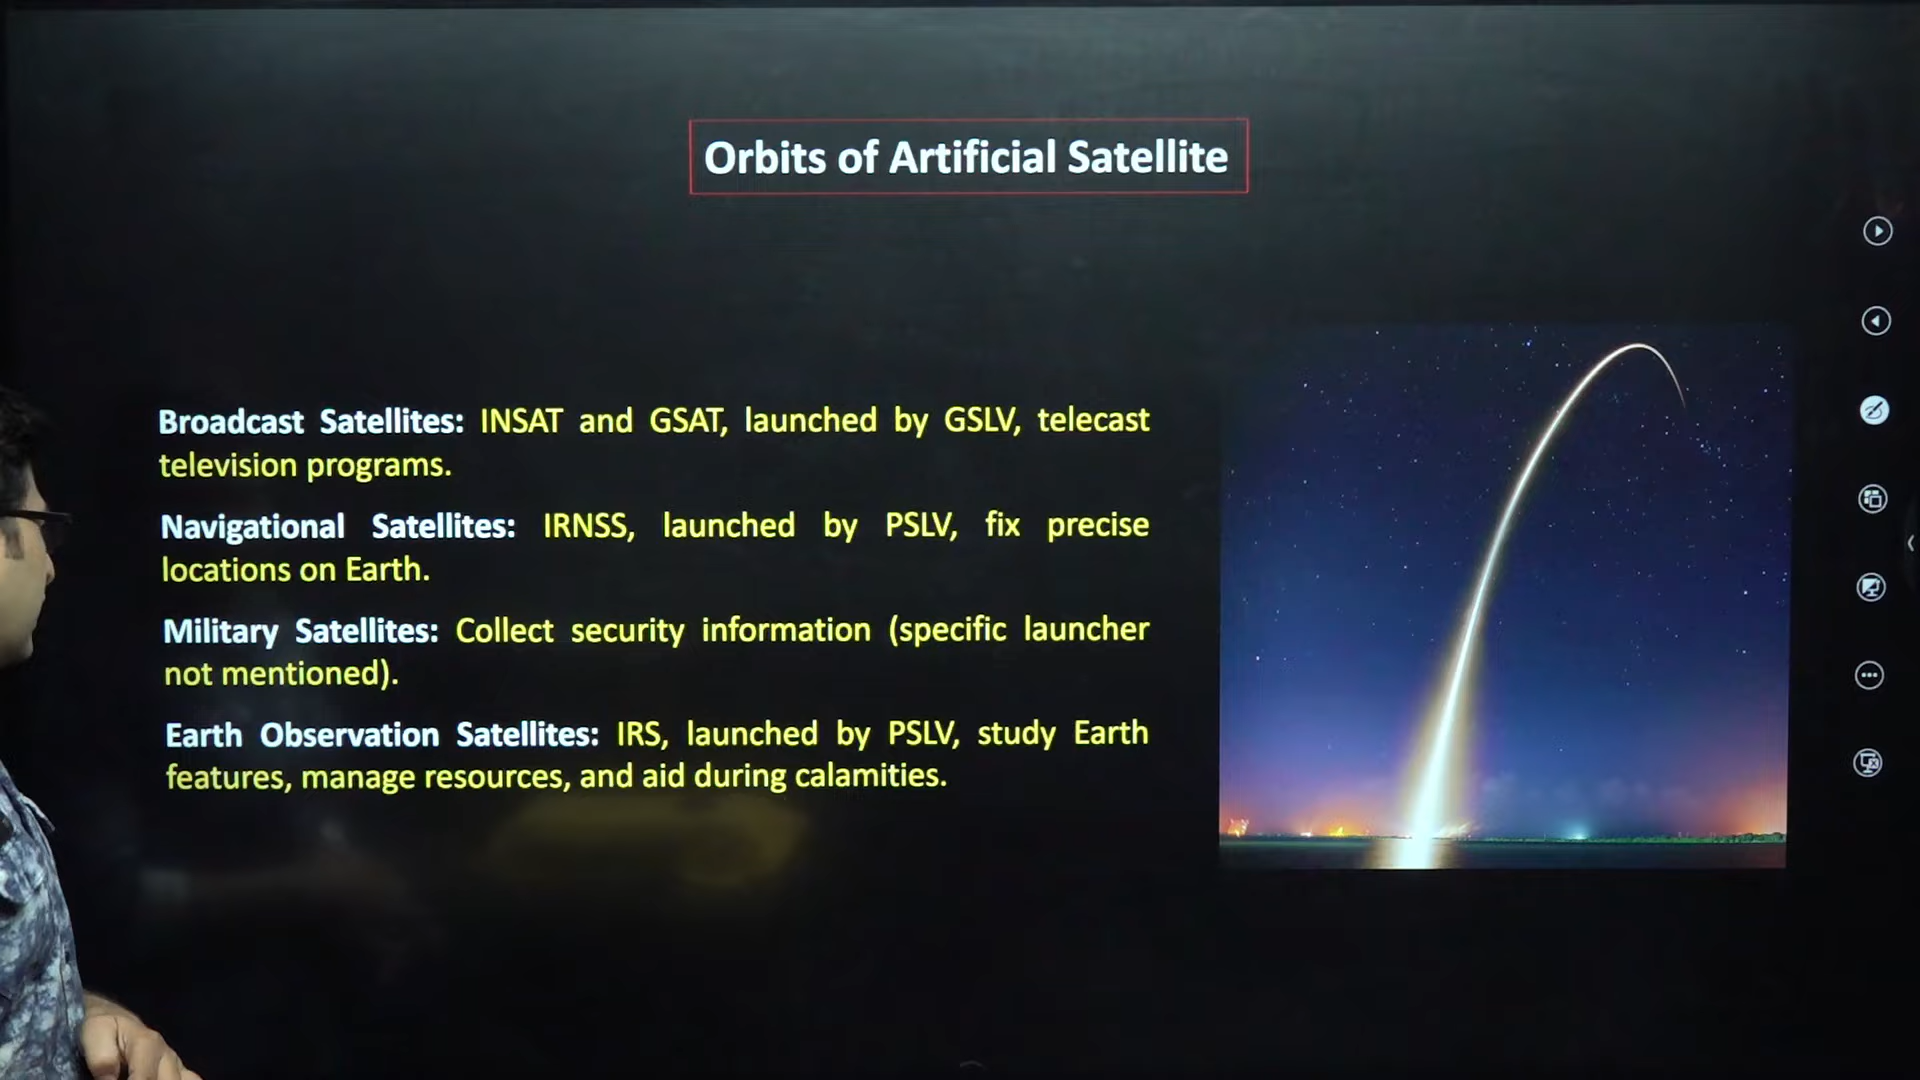 Orbits of Artificial Satellite
Broadcast Satellites: INSAT and GSAT, launched by GSLV, telecast
television programs.
Navigational Satellites: IRNSS, launched by PSLV, fix precise
locations on Earth.
Military Satellites: Collect security information (specific launcher
not mentioned).
Earth Observation Satellites: IRS, launched by PSLV, study Earth
features, manage resources, and aid during calamities.